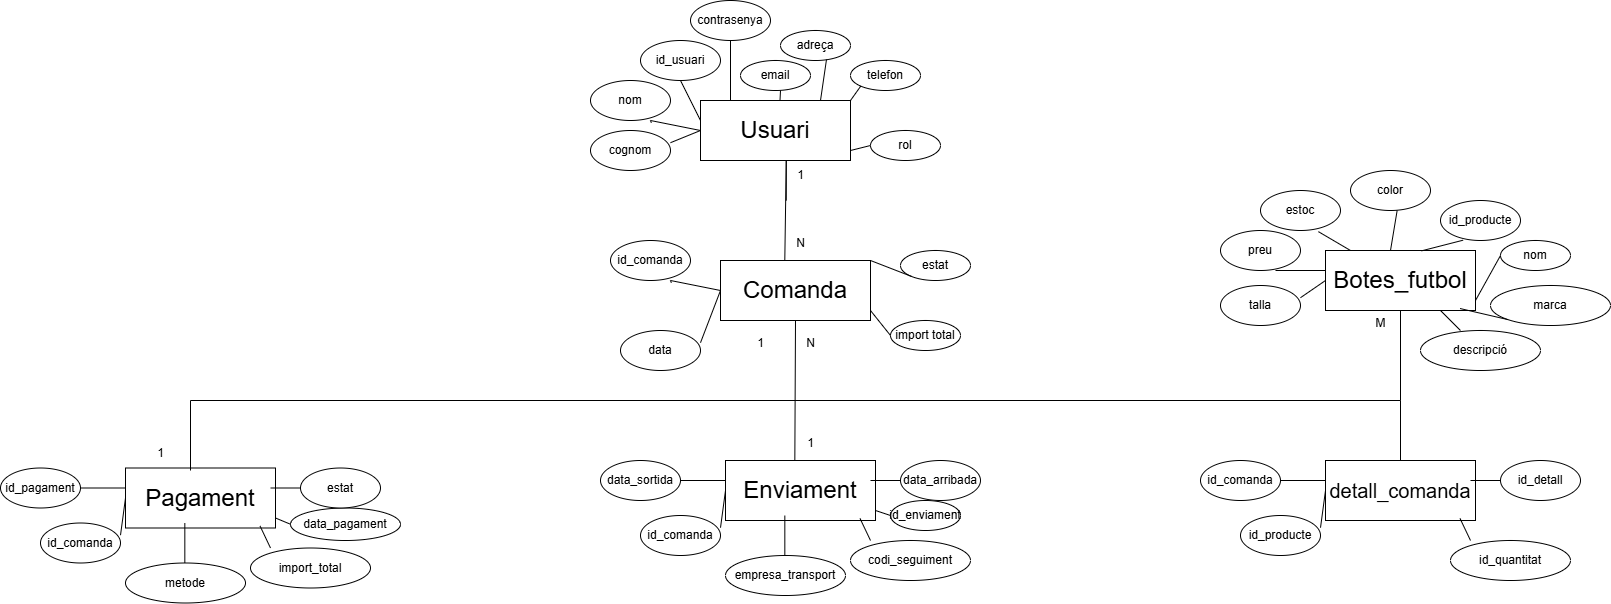 contrasenya
adreça
id_usuari
email
telefon
nom
Usuari
cognom
rol
1
color
estoc
id_producte
N
preu
nom
id_comanda
estat
Comanda
Botes_futbol
talla
marca
M
import total
1
N
data
descripció
1
1
id_pagament
estat
Pagament
data_pagament
id_comanda
metode
import_total
data_sortida
data_arribada
Enviament
id_enviament
id_comanda
codi_seguiment
empresa_transport
id_comanda
id_detall
detall_comanda
id_producte
id_quantitat